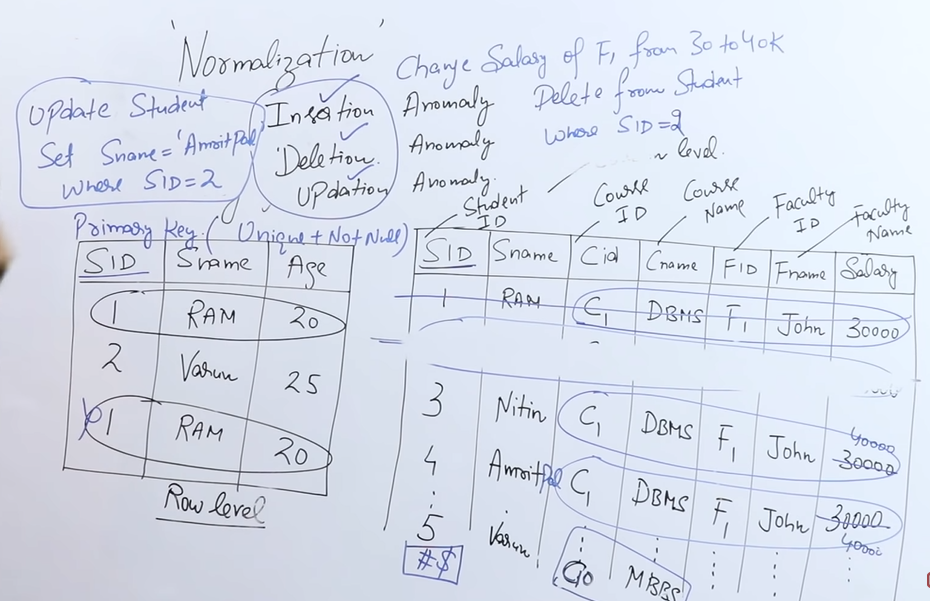 'Normalization'
Change Salary of F1 from 30 to 40K
Update Student
Set Sname = 'Amritpal'
Where SID=2
Insertion Anomaly
Deletion Anomaly
Updation Anomaly.
Delete from Student
Where SID=2
level.
Primary Key. (Unique + Not Null)
SID Sname Age
1 RAM 20
2 Varun 25
1 RAM 20
Row level
Student ID
Course ID
Course Name
Faculty ID
Faculty Name
SID Sname Cid Cname FID Fname Salary
1 RAM C1 DBMS F1 John 30000
3 Nitin C1 DBMS F1 John 30000 40000
4 Amritpal C1 DBMS F1 John 30000 40000
5 Varun C10 MBBS
#$